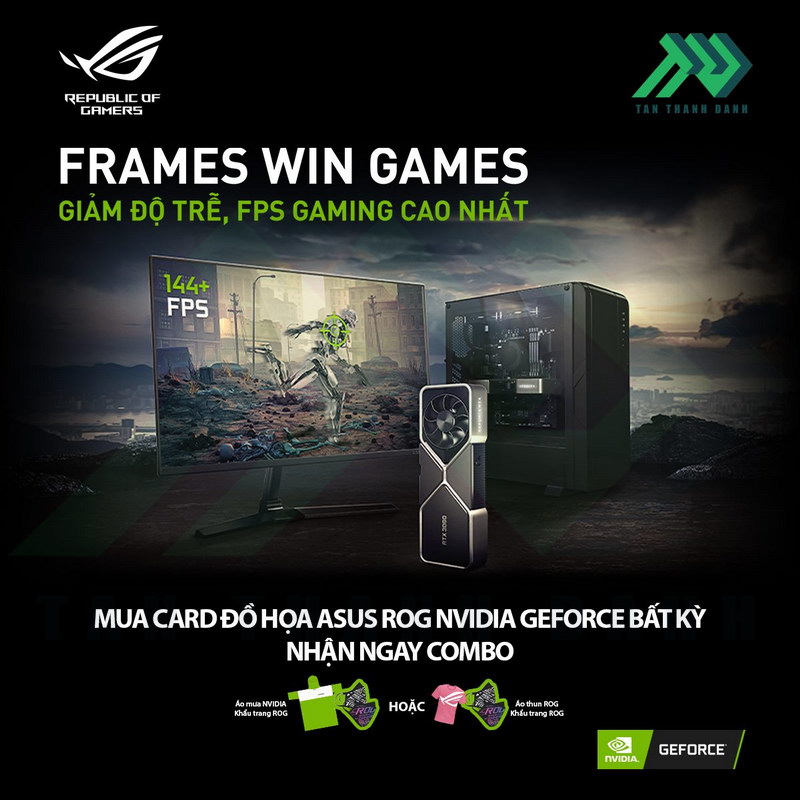 REPUBLIC OF
GAMERS
TAN THANH DANH
FRAMES WIN GAMES
GIẢM ĐỘ TRỄ, FPS GAMING CAO NHẤT
144+
FPS
MUA CARD ĐỒ HỌA ASUS ROG NVIDIA GEFORCE BẤT KỲ
NHẬN NGAY COMBO
Áo mưa NVIDIA
Khẩu trang ROG
HOẶC
Áo thun ROG
Khẩu trang ROG
NVIDIA.
GEFORCE